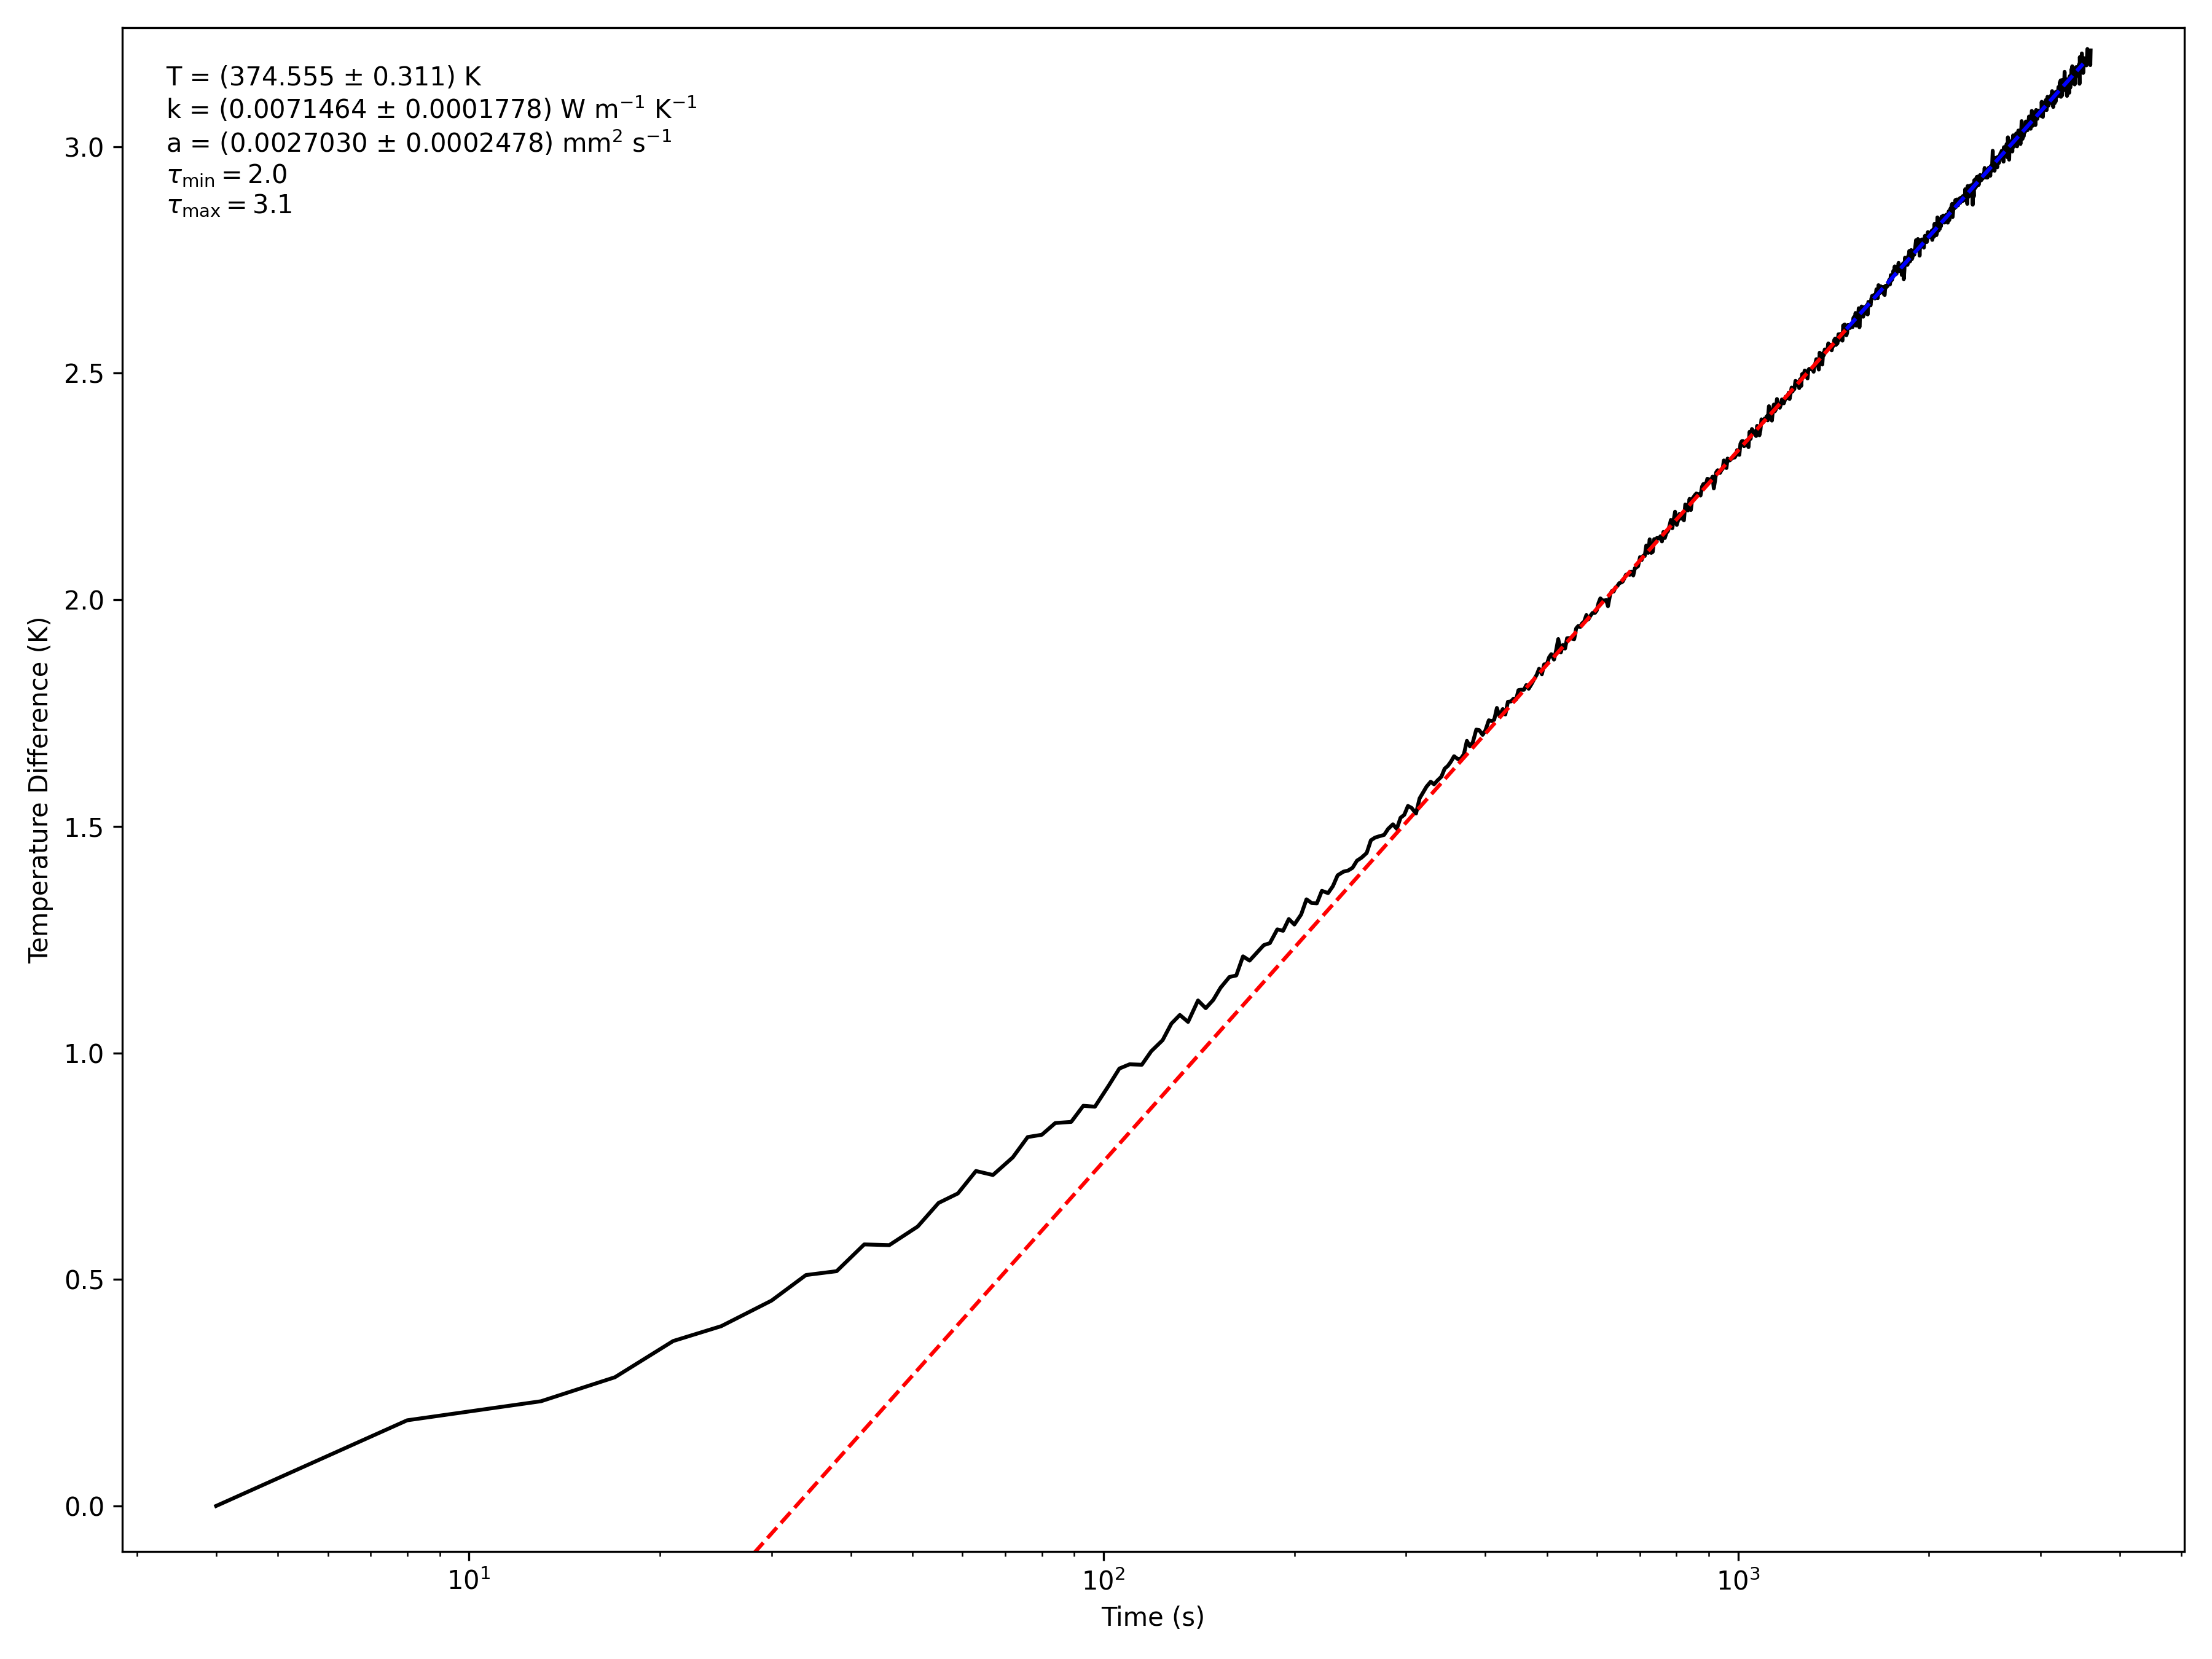 T = (374.555 ± 0.311) K
k = (0.0071464 ± 0.0001778) W m⁻¹ K⁻¹
a = (0.0027030 ± 0.0002478) mm² s⁻¹
τmin = 2.0
τmax = 3.1
3.0
2.5
2.0
1.5
1.0
0.5
0.0
Temperature Difference (K)
10¹ 10² 10³
Time (s)